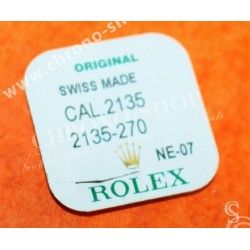 ORIGINAL
SWISS MADE
CAL.2135
2135-270
NE-07
ROLEX